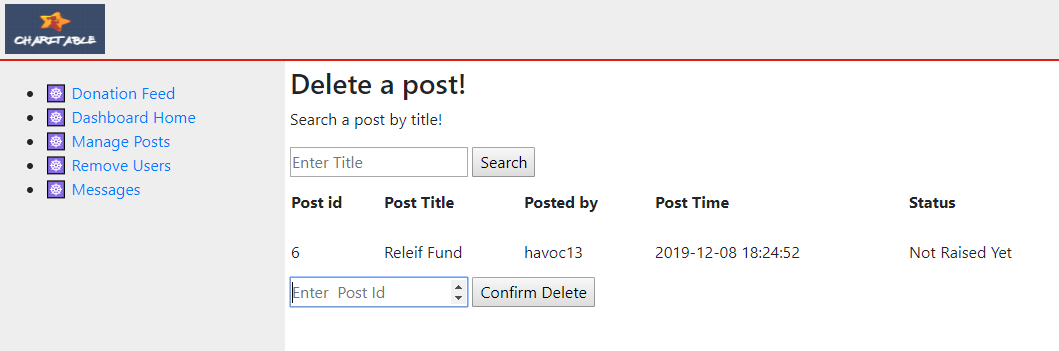 CHARITABLE
Donation Feed
Dashboard Home
Manage Posts
Remove Users
Messages
Delete a post!
Search a post by title!
Enter Title Search
Post id Post Title Posted by Post Time Status
6 Releif Fund havoc13 2019-12-08 18:24:52 Not Raised Yet
Enter Post Id Confirm Delete